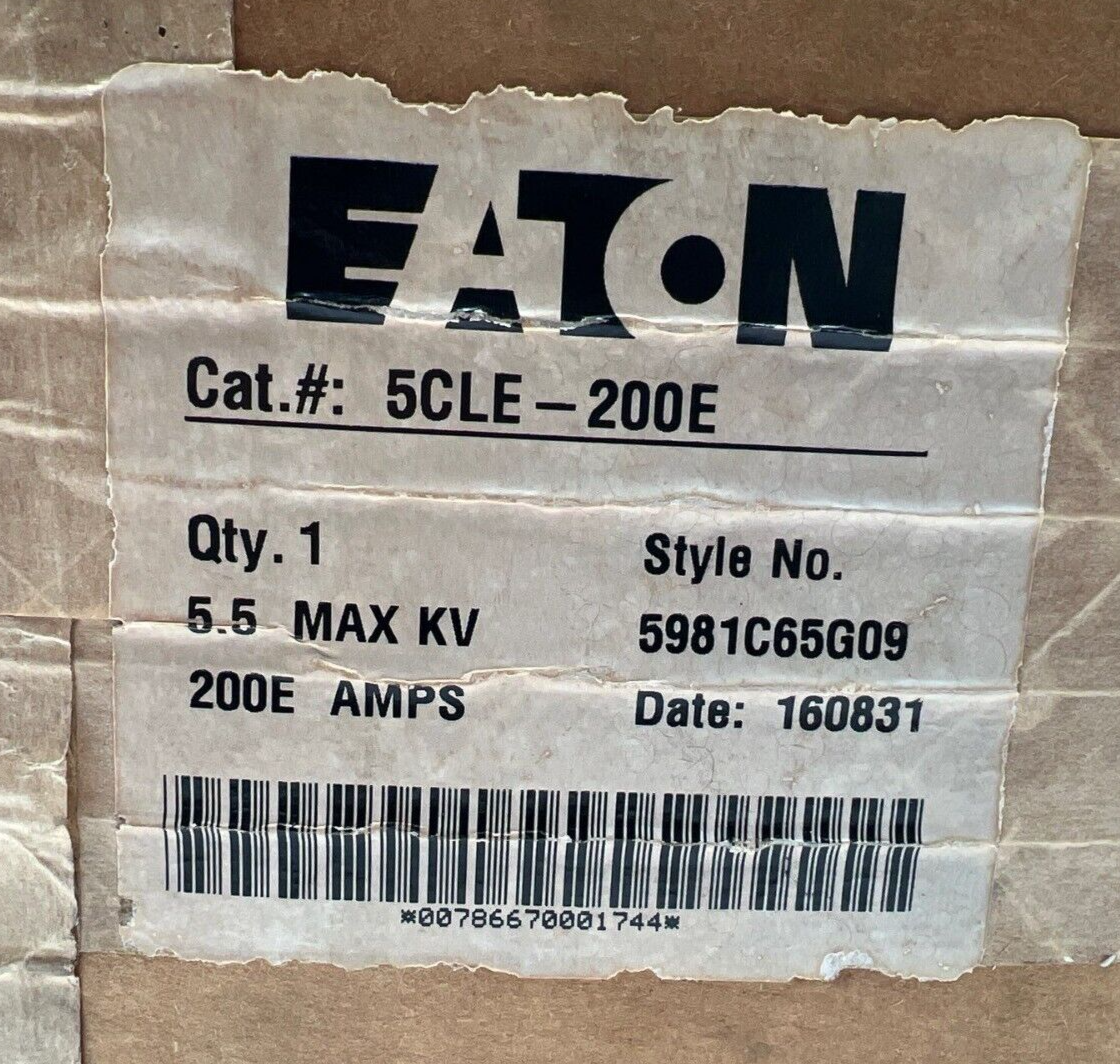 EATON
Cat.#: 5CLE-200E
Qty. 1
Style No.
5.5 MAX KV
5981C65G09
200E AMPS
Date: 160831
*00786670001744*